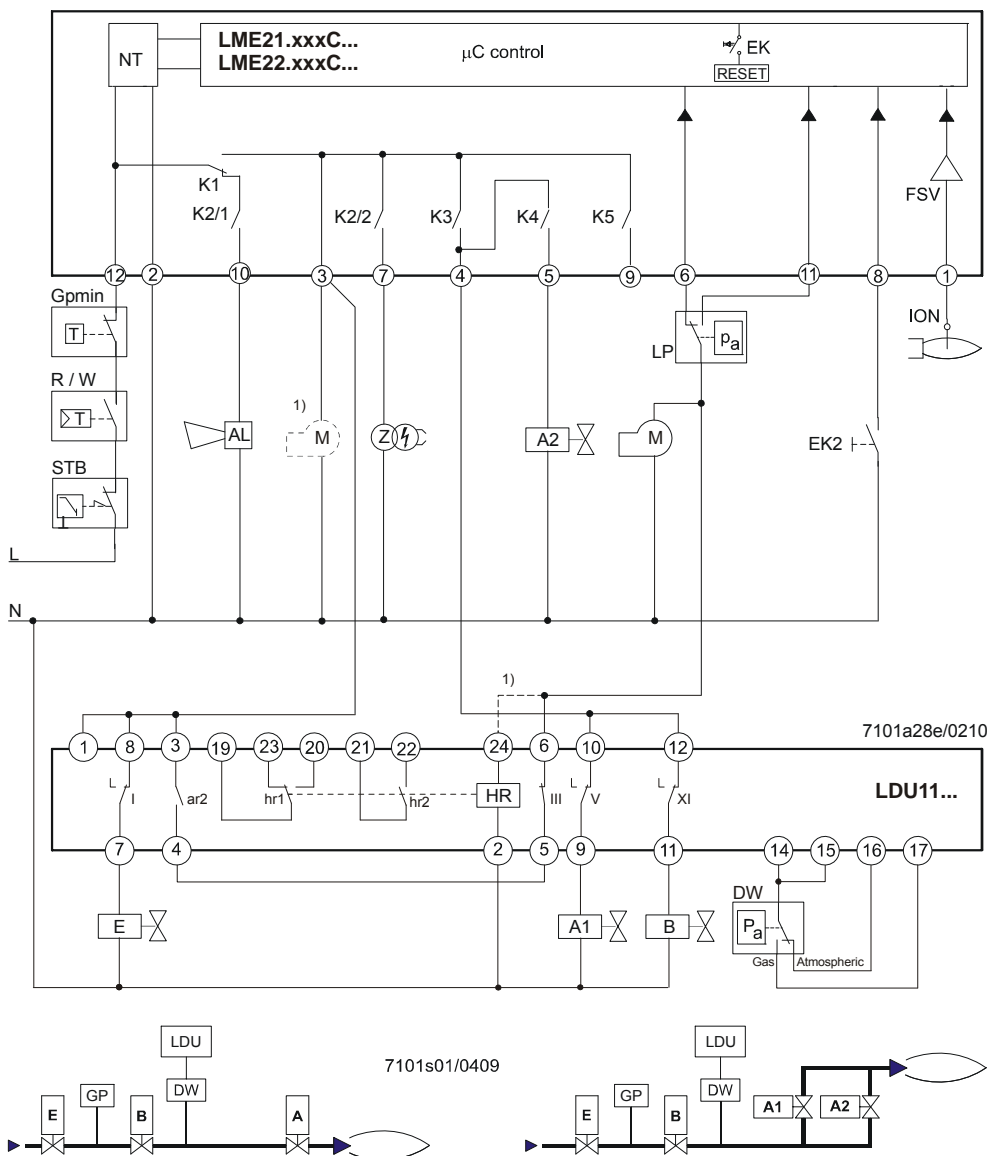 NT
LME21.xxxC...
LME22.xxxC...
µC control
EK
RESET
FSV
K1
K2/1
K2/2
K3
K4
K5
12
2
10
3
7
4
5
9
6
11
8
1
Gpmin
T
R / W
T
STB
L
AL
1)
M
Z
A2
LP
pa
M
ION
EK2
N
1)
7101a28e/0210
1
8
3
19
23
20
21
22
24
6
10
12
LDU11...
L
I
ar2
hr1
hr2
HR
III
L
V
L
XI
7
4
2
5
9
11
14
15
16
17
E
A1
B
DW
Pa
Gas
Atmospheric
LDU
7101s01/0409
LDU
E
GP
B
DW
A
E
GP
B
DW
A1
A2